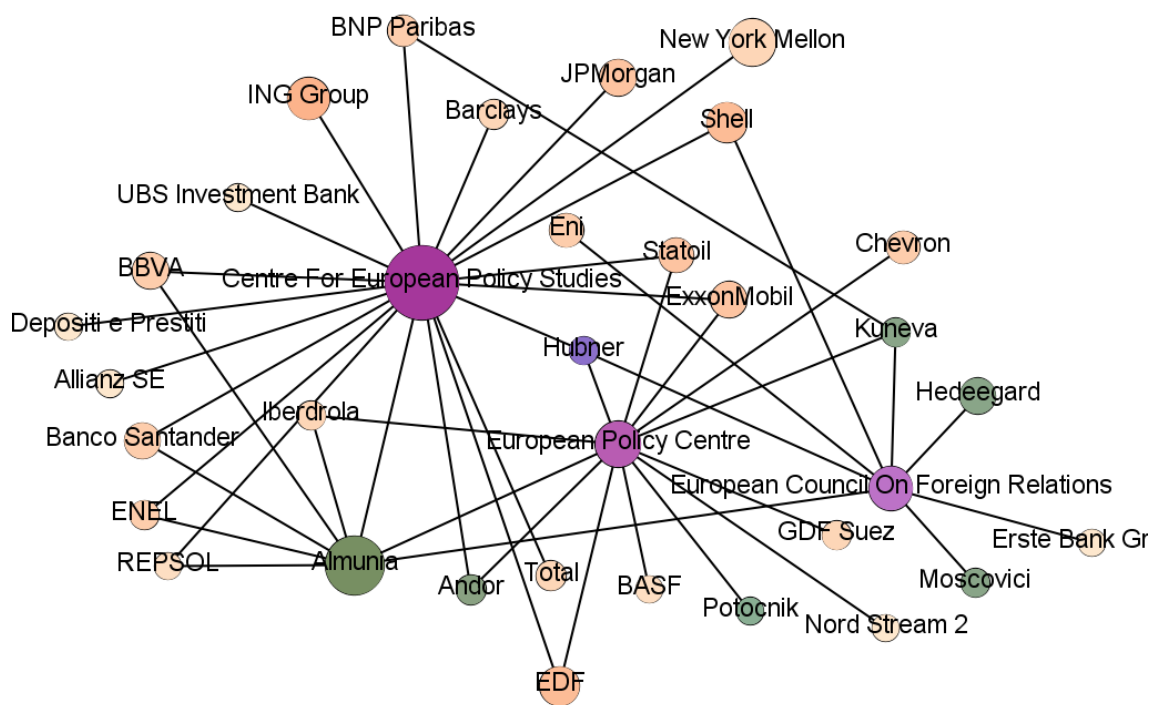 BNP Paribas
New York Mellon
JPMorgan
ING Group
Barclays
Shell
UBS Investment Bank
Eni
Statoil
Chevron
BBVA
Centre For European Policy Studies
ExxonMobil
Depositi e Prestiti
Kuneva
Hubner
Allianz SE
Hedeegard
Iberdrola
Banco Santander
European Policy Centre
European Council On Foreign Relations
ENEL
GDF Suez
Erste Bank Gr
REPSOL
Almunia
Andor
Total
BASF
Moscovici
Potocnik
Nord Stream 2
EDF